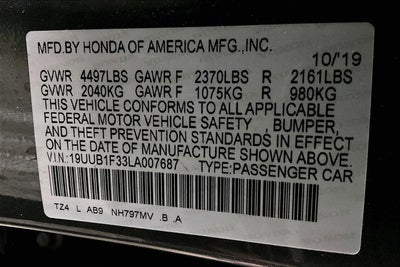 MFD.BY HONDA OF AMERICA MFG.,INC.
10/'19
GVWR 4497LBS GAWR F 2370LBS R 2161LBS
GVWR 2040KG GAWR F 1075KG R 980KG
THIS VEHICLE CONFORMS TO ALL APPLICABLE
FEDERAL MOTOR VEHICLE SAFETY , BUMPER,
AND THEFT PREVENTION STANDARDS IN EFFECT
ON THE DATE OF MANUFACTURE SHOWN ABOVE.
V.I.N:19UUB1F33LA007687 TYPE:PASSENGER CAR
TZ4 L AB9 NH797MV .B .A